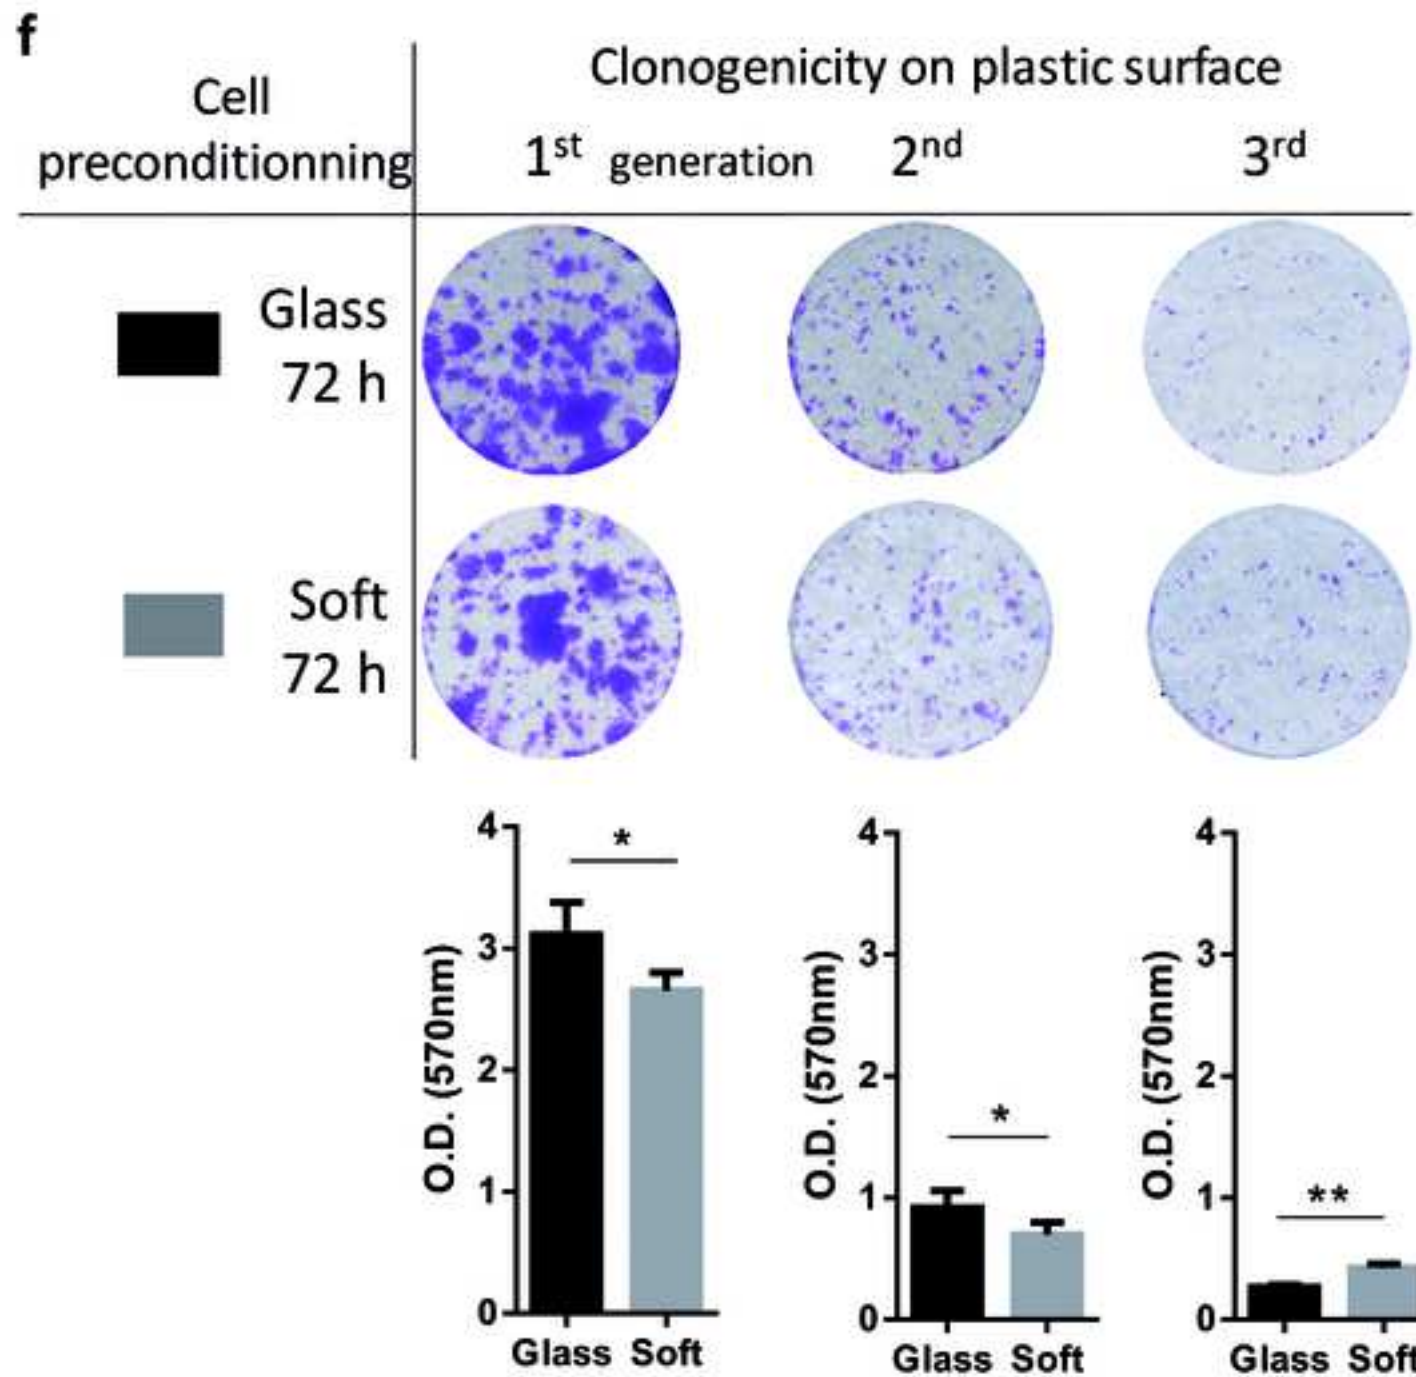 f
Cell
preconditionning
Clonogenicity on plastic surface
1st generation 2nd 3rd
Glass
72 h
Soft
72 h
O.D. (570nm)
4
3
2
1
0
*
Glass Soft
O.D. (570nm)
4
3
2
1
0
*
Glass Soft
O.D. (570nm)
4
3
2
1
0
**
Glass Soft